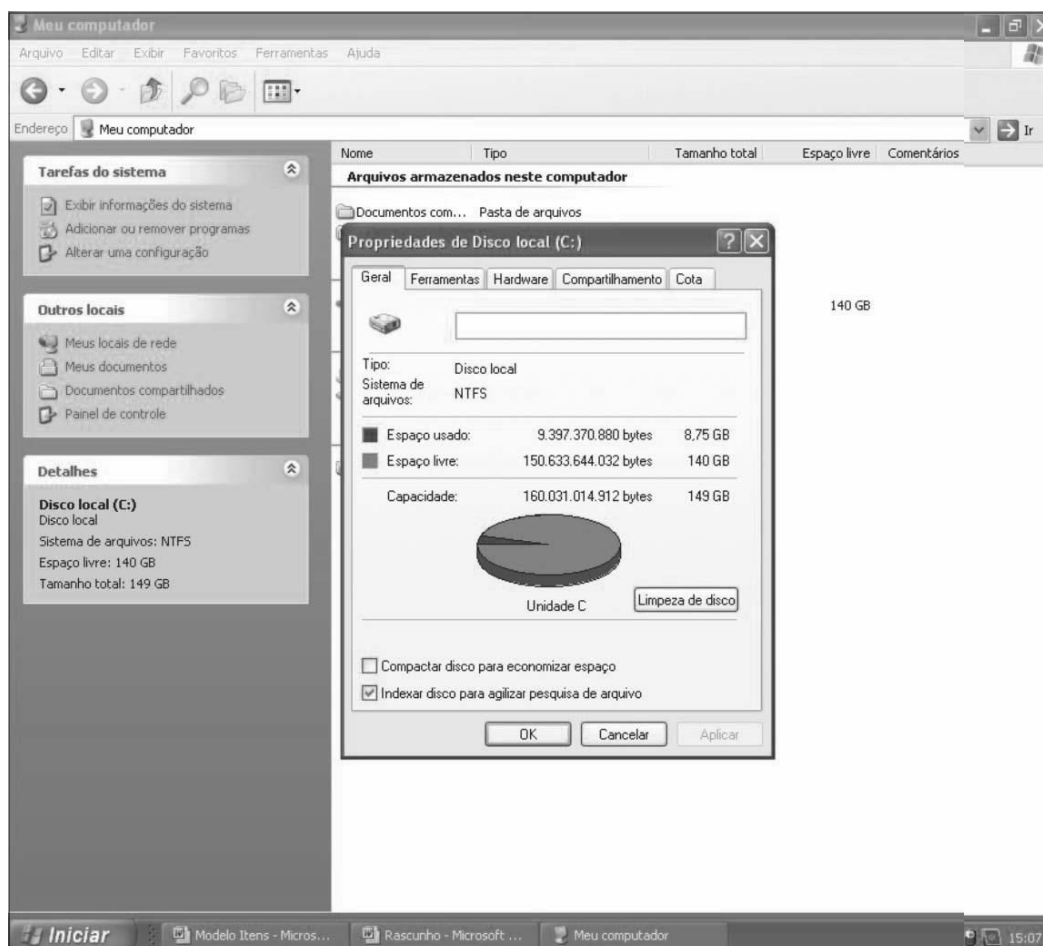 Meu computador
Arquivo Editar Exibir Favoritos Ferramentas Ajuda
Endereço Meu computador Ir
Nome Tipo Tamanho total Espaço livre Comentários
Arquivos armazenados neste computador
Documentos com... Pasta de arquivos
140 GB
Tarefas do sistema
Exibir informações do sistema
Adicionar ou remover programas
Alterar uma configuração
Outros locais
Meus locais de rede
Meus documentos
Documentos compartilhados
Painel de controle
Detalhes
Disco local (C:)
Disco local
Sistema de arquivos: NTFS
Espaço livre: 140 GB
Tamanho total: 149 GB
Propriedades de Disco local (C:)
Geral Ferramentas Hardware Compartilhamento Cota
Tipo: Disco local
Sistema de
arquivos: NTFS
Espaço usado: 9.397.370.880 bytes 8,75 GB
Espaço livre: 150.633.644.032 bytes 140 GB
Capacidade: 160.031.014.912 bytes 149 GB
Unidade C
Limpeza de disco
Compactar disco para economizar espaço
Indexar disco para agilizar pesquisa de arquivo
OK Cancelar Aplicar
Iniciar Modelo Itens - Micros... Rascunho - Microsoft ... Meu computador 15:07